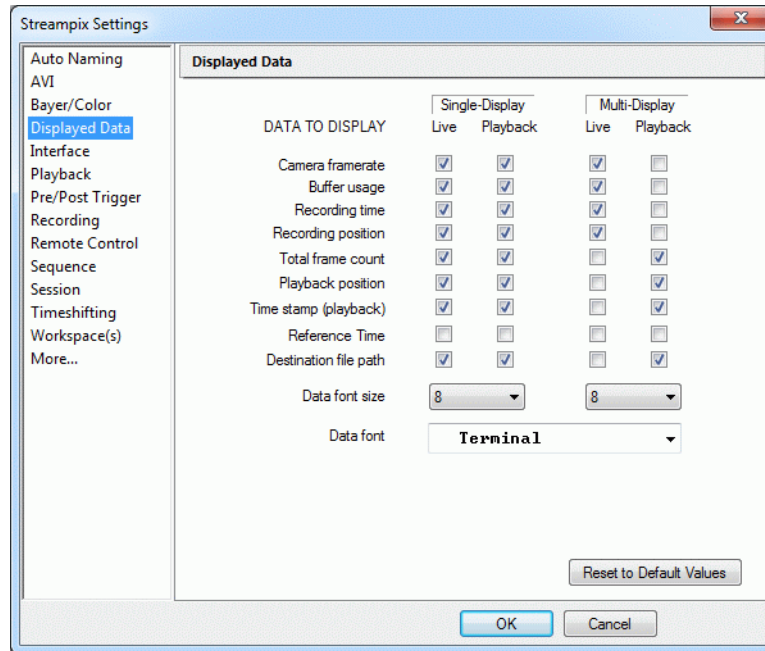 Streampix Settings
Auto Naming
AVI
Bayer/Color
Displayed Data
Interface
Playback
Pre/Post Trigger
Recording
Remote Control
Sequence
Session
Timeshifting
Workspace(s)
More...
Displayed Data
Single-Display Multi-Display
DATA TO DISPLAY Live Playback Live Playback
Camera framerate
Buffer usage
Recording time
Recording position
Total frame count
Playback position
Time stamp (playback)
Reference Time
Destination file path
Data font size 8 8
Data font Terminal
Reset to Default Values
OK Cancel